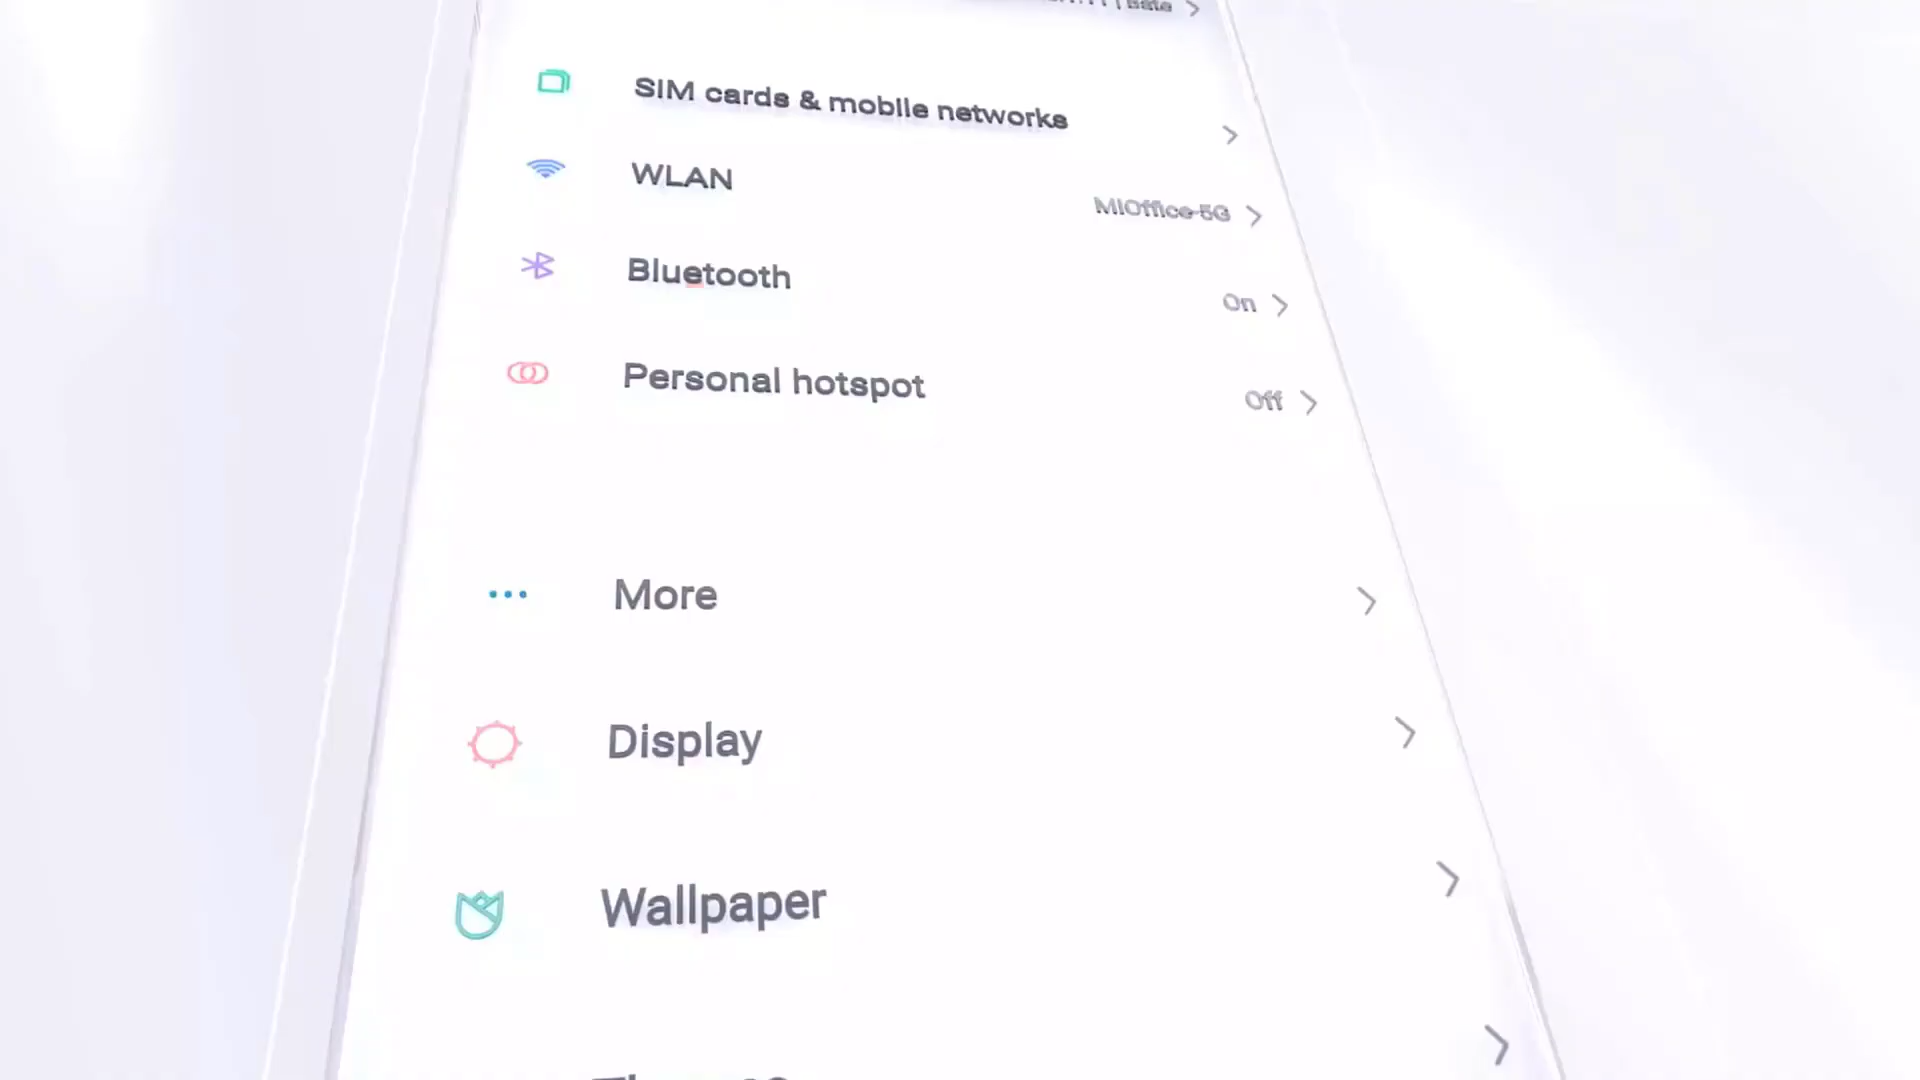 SIM cards & mobile networks
WLAN
MIOffice-5G
Bluetooth
On
Personal hotspot
Off
More
Display
Wallpaper